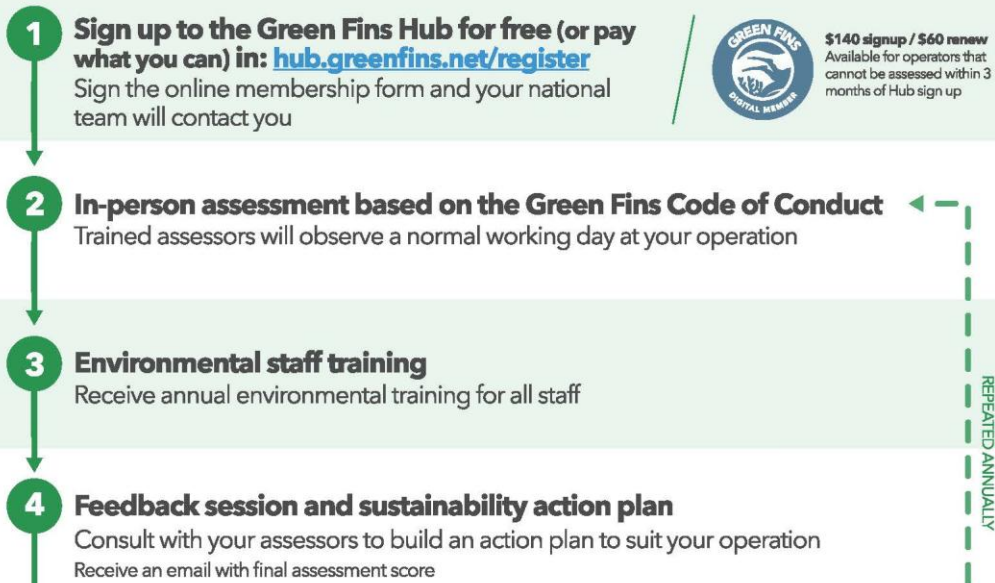 1
Sign up to the Green Fins Hub for free (or pay
what you can) in: hub.greenfins.net/register
Sign the online membership form and your national
team will contact you
GREEN FINS
DIGITAL MEMBER
$140 signup / $60 renew
Available for operators that
cannot be assessed within 3
months of Hub sign up
2
In-person assessment based on the Green Fins Code of Conduct
Trained assessors will observe a normal working day at your operation
3
Environmental staff training
Receive annual environmental training for all staff
REPEATED ANNUALLY
4
Feedback session and sustainability action plan
Consult with your assessors to build an action plan to suit your operation
Receive an email with final assessment score